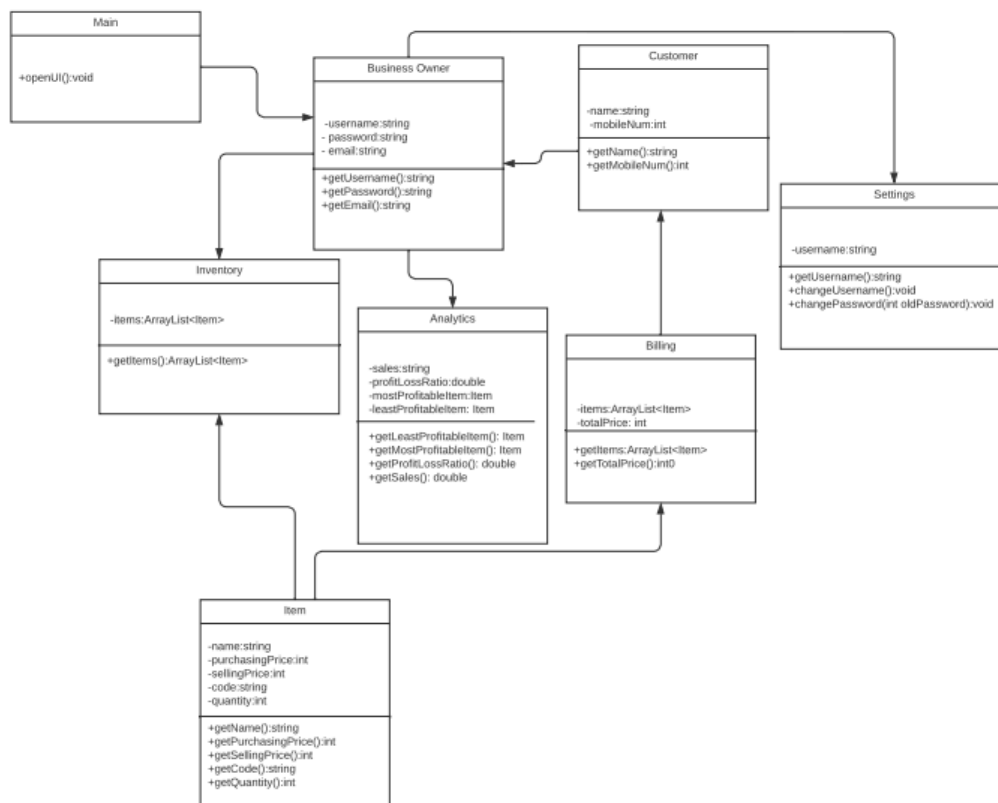 Main
+openUI():void
Business Owner
-username:string
- password:string
- email:string
+getUsername():string
+getPassword():string
+getEmail():string
Customer
-name:string
-mobileNum:int
+getName():string
+getMobileNum():int
Settings
-username:string
+getUsername():string
+changeUsername():void
+changePassword(int oldPassword):void
Inventory
-items:ArrayList<Item>
+getItems():ArrayList<Item>
Analytics
-sales:string
-profitLossRatio:double
-mostProfitableItem:Item
-leastProfitableItem: Item
+getLeastProfitableItem(): Item
+getMostProfitableItem(): Item
+getProfitLossRatio(): double
+getSales(): double
Billing
-items:ArrayList<Item>
-totalPrice: int
+getItems:ArrayList<Item>
+getTotalPrice():int0
Item
-name:string
-purchasingPrice:int
-sellingPrice:int
-code:string
-quantity:int
+getName():string
+getPurchasingPrice():int
+getSellingPrice():int
+getCode():string
+getQuantity():int